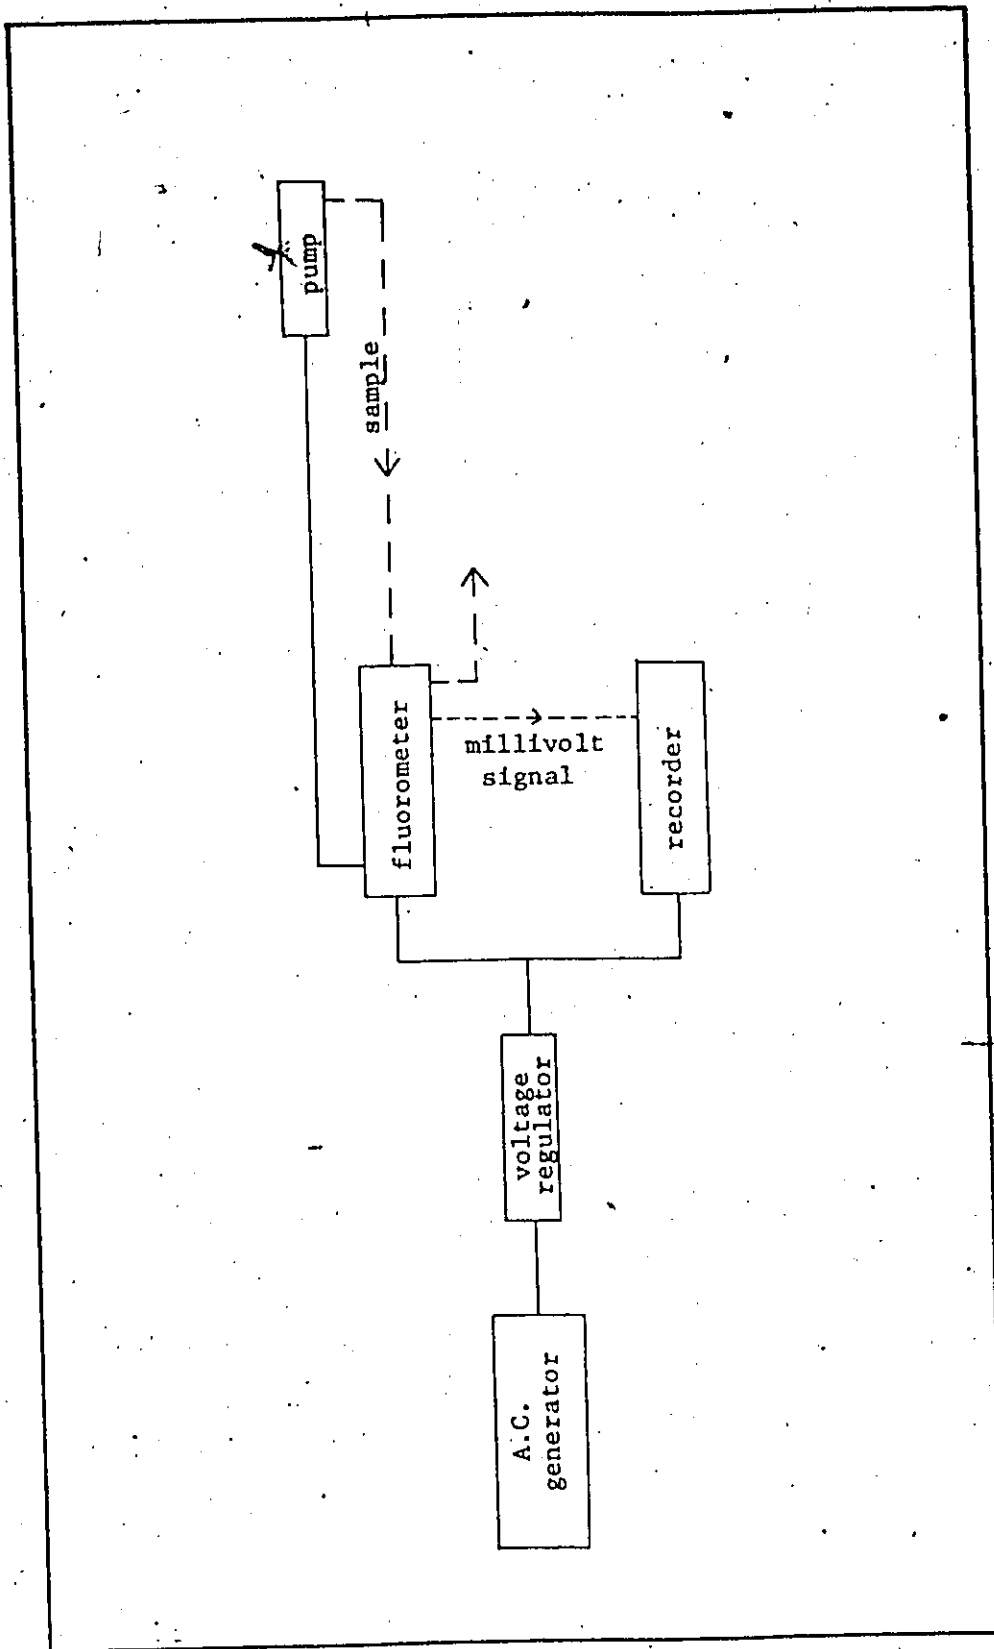 pump
sample
fluorometer
millivolt
signal
recorder
voltage
regulator
A.C.
generator